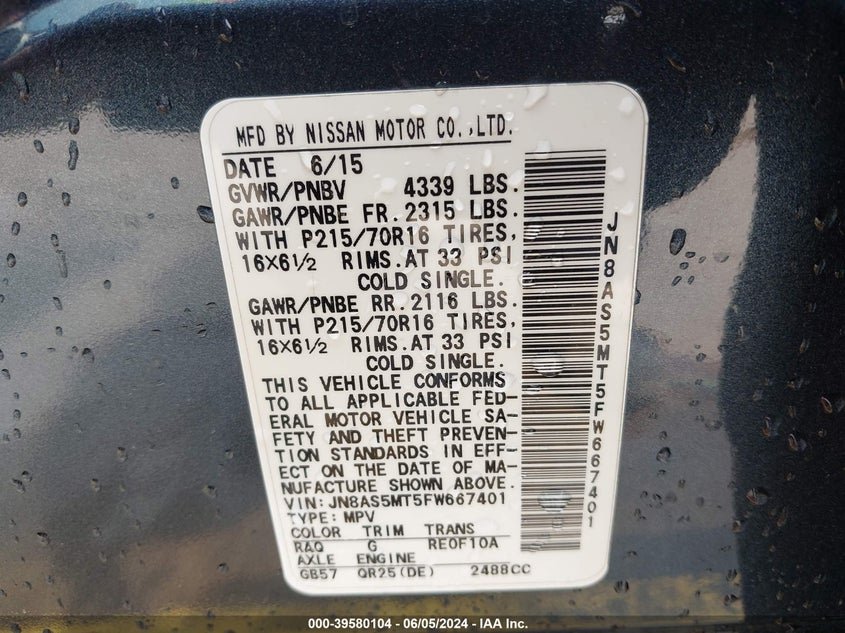 MFD BY NISSAN MOTOR CO.,LTD.
DATE 6/15
GVWR/PNBV 4339 LBS.
GAWR/PNBE FR. 2315 LBS.
WITH P215/70R16 TIRES,
16X6½ RIMS. AT 33 PSI
COLD SINGLE.
GAWR/PNBE RR. 2116 LBS.
WITH P215/70R16 TIRES,
16X6½ RIMS. AT 33 PSI
COLD SINGLE.
THIS VEHICLE CONFORMS
TO ALL APPLICABLE FED-
ERAL MOTOR VEHICLE SA-
FETY AND THEFT PREVEN-
TION STANDARDS IN EFF-
ECT ON THE DATE OF MA-
NUFACTURE SHOWN ABOVE.
VIN: JN8AS5MT5FW667401
TYPE: MPV
COLOR TRIM TRANS
RAQ G RE0F10A
AXLE ENGINE
GB57 QR25(DE) 2488CC
JN8AS5MT5FW667401
000-39580104 - 06/05/2024 - IAA Inc.